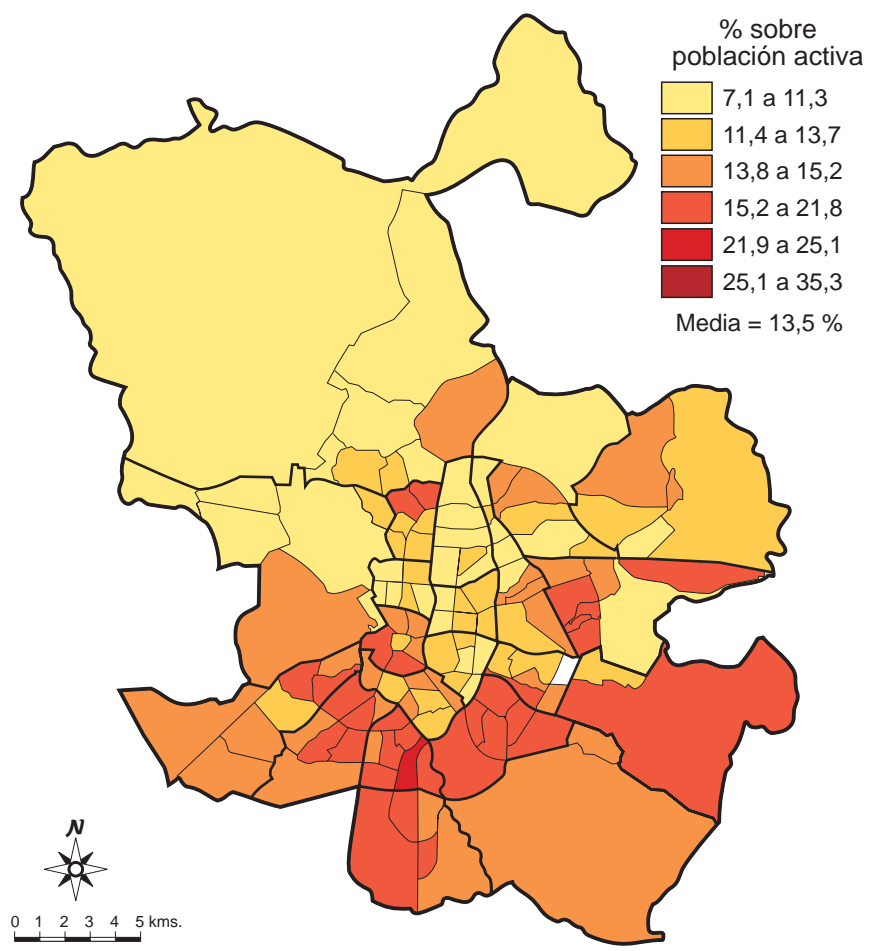 % sobre
población activa
7,1 a 11,3
11,4 a 13,7
13,8 a 15,2
15,2 a 21,8
21,9 a 25,1
25,1 a 35,3
Media = 13,5 %
N
0 1 2 3 4 5 kms.